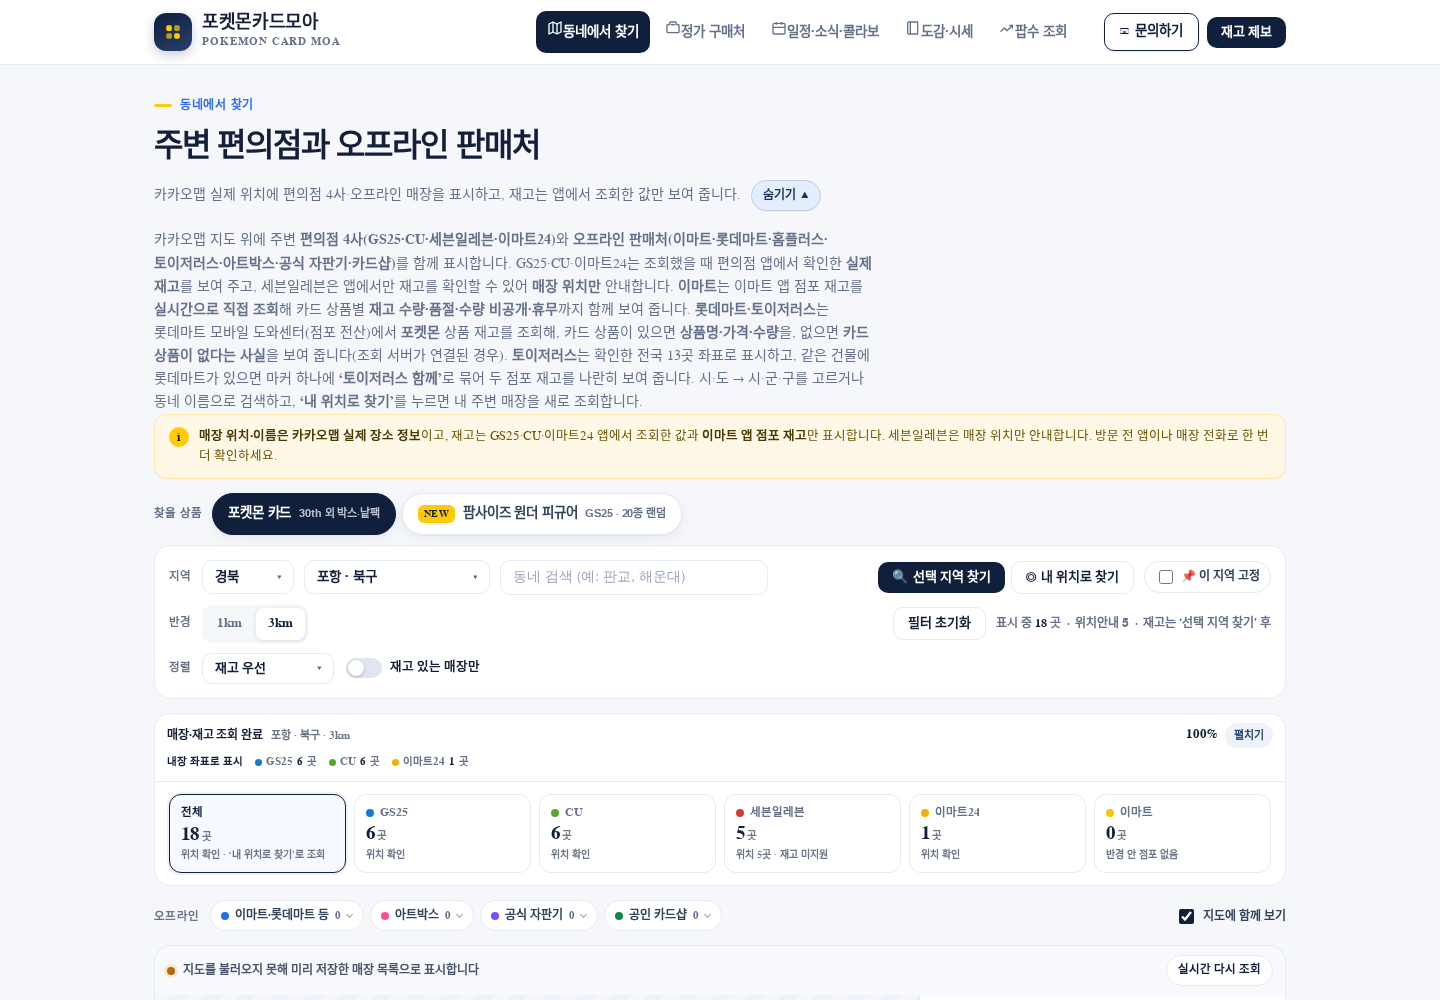 포켓몬카드모아
POKEMON CARD MOA
동네에서 찾기
정가 구매처
일정·소식·콜라보
도감·시세
팝수 조회
문의하기
재고 제보
동네에서 찾기
주변 편의점과 오프라인 판매처
카카오맵 실제 위치에 편의점 4사·오프라인 매장을 표시하고, 재고는 앱에서 조회한 값만 보여 줍니다. 숨기기 ▲
카카오맵 지도 위에 주변 편의점 4사(GS25·CU·세븐일레븐·이마트24)와 오프라인 판매처(이마트·롯데마트·홈플러스·
토이저러스·아트박스·공식 자판기·카드샵)를 함께 표시합니다. GS25·CU·이마트24는 조회했을 때 편의점 앱에서 확인한 실제
재고를 보여 주고, 세븐일레븐은 앱에서만 재고를 확인할 수 있어 매장 위치만 안내합니다. 이마트는 이마트 앱 점포 재고를
실시간으로 직접 조회해 카드 상품별 재고 수량·품절·수량 비공개·휴무까지 함께 보여 줍니다. 롯데마트·토이저러스는
롯데마트 모바일 도와센터(점포 전산)에서 포켓몬 상품 재고를 조회해, 카드 상품이 있으면 상품명·가격·수량을, 없으면 카드
상품이 없다는 사실을 보여 줍니다(조회 서버가 연결된 경우). 토이저러스는 확인한 전국 13곳 좌표로 표시하고, 같은 건물에
롯데마트가 있으면 마커 하나에 ‘토이저러스 함께’로 묶어 두 점포 재고를 나란히 보여 줍니다. 시·도 → 시·군·구를 고르거나
동네 이름으로 검색하고, ‘내 위치로 찾기’를 누르면 내 주변 매장을 새로 조회합니다.
i 매장 위치·이름은 카카오맵 실제 장소 정보이고, 재고는 GS25·CU·이마트24 앱에서 조회한 값과 이마트 앱 점포 재고만 표시합니다. 세븐일레븐은 매장 위치만 안내합니다. 방문 전 앱이나 매장 전화로 한 번
더 확인하세요.
찾을 상품 포켓몬 카드 30th 외 박스·낱팩 NEW 팜사이즈 원더 피규어 GS25 · 20종 랜덤
지역 경북 ▾ 포항 · 북구 ▾ 동네 검색 (예: 판교, 해운대) 🔍 선택 지역 찾기 ◎ 내 위치로 찾기 📌 이 지역 고정
반경 1km 3km 필터 초기화 표시 중 18 곳 · 위치안내 5 · 재고는 ‘선택 지역 찾기’ 후
정렬 재고 우선 ▾ 재고 있는 매장만
매장·재고 조회 완료 포항 · 북구 · 3km 100% 펼치기
내장 좌표로 표시 GS25 6 곳 CU 6 곳 이마트24 1 곳
전체
18 곳
위치 확인 · ‘내 위치로 찾기’로 조회
GS25
6 곳
위치 확인
CU
6 곳
위치 확인
세븐일레븐
5 곳
위치 5곳 · 재고 미지원
이마트24
1 곳
위치 확인
이마트
0 곳
반경 안 점포 없음
오프라인 이마트·롯데마트 등 0 아트박스 0 공식 자판기 0 공인 카드샵 0 지도에 함께 보기
지도를 불러오지 못해 미리 저장한 매장 목록으로 표시합니다 실시간 다시 조회